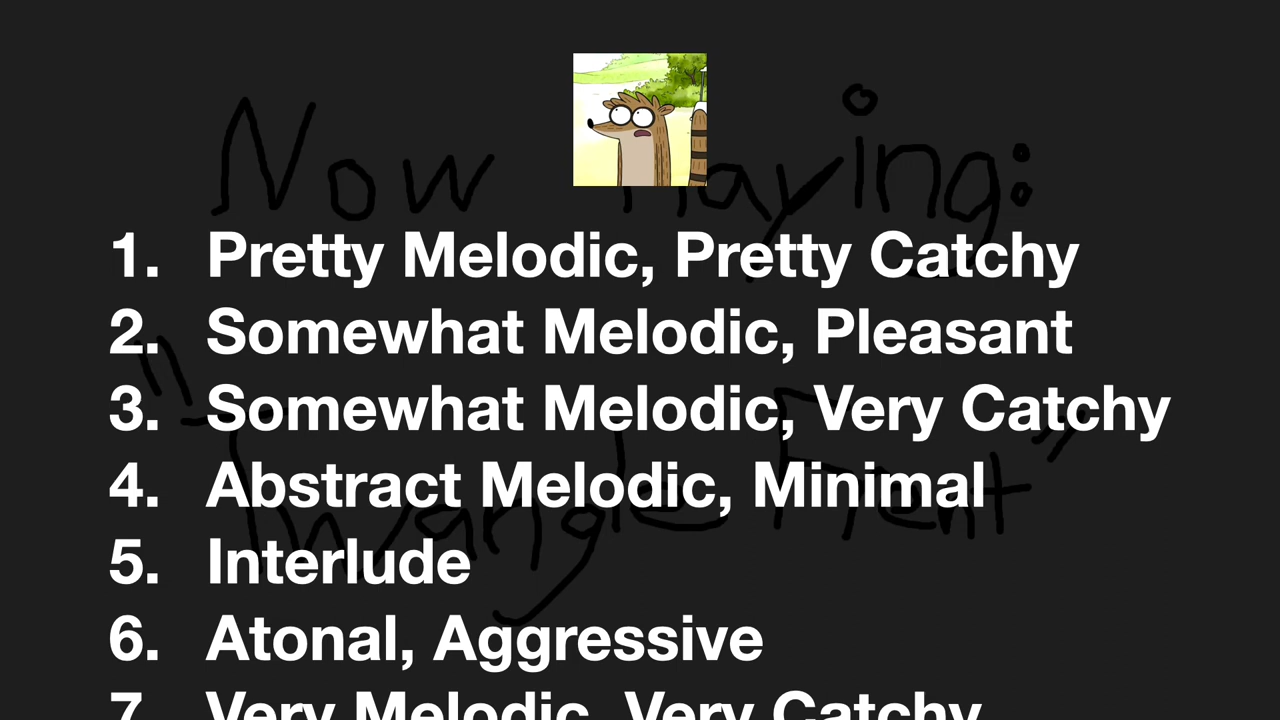 Now Playing:
1. Pretty Melodic, Pretty Catchy
2. Somewhat Melodic, Pleasant
3. Somewhat Melodic, Very Catchy
4. Abstract Melodic, Minimal
5. Interlude
6. Atonal, Aggressive
7. Very Melodic, Very Catchy